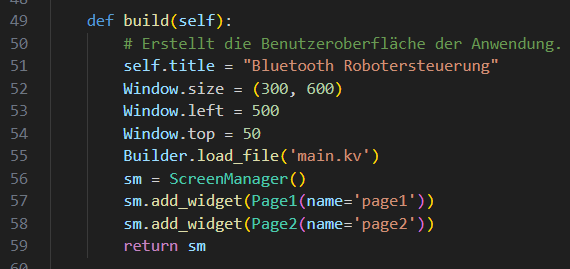 49 def build(self):
50 # Erstellt die Benutzeroberfläche der Anwendung.
51 self.title = "Bluetooth Robotersteuerung"
52 Window.size = (300, 600)
53 Window.left = 500
54 Window.top = 50
55 Builder.load_file('main.kv')
56 sm = ScreenManager()
57 sm.add_widget(Page1(name='page1'))
58 sm.add_widget(Page2(name='page2'))
59 return sm